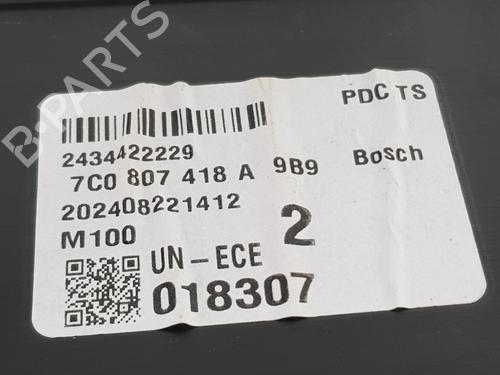 PDC TS
2434422229
7C0 807 418 A 9B9 Bosch
202408221412
M100
2
UN-ECE
018307
B-PARTS